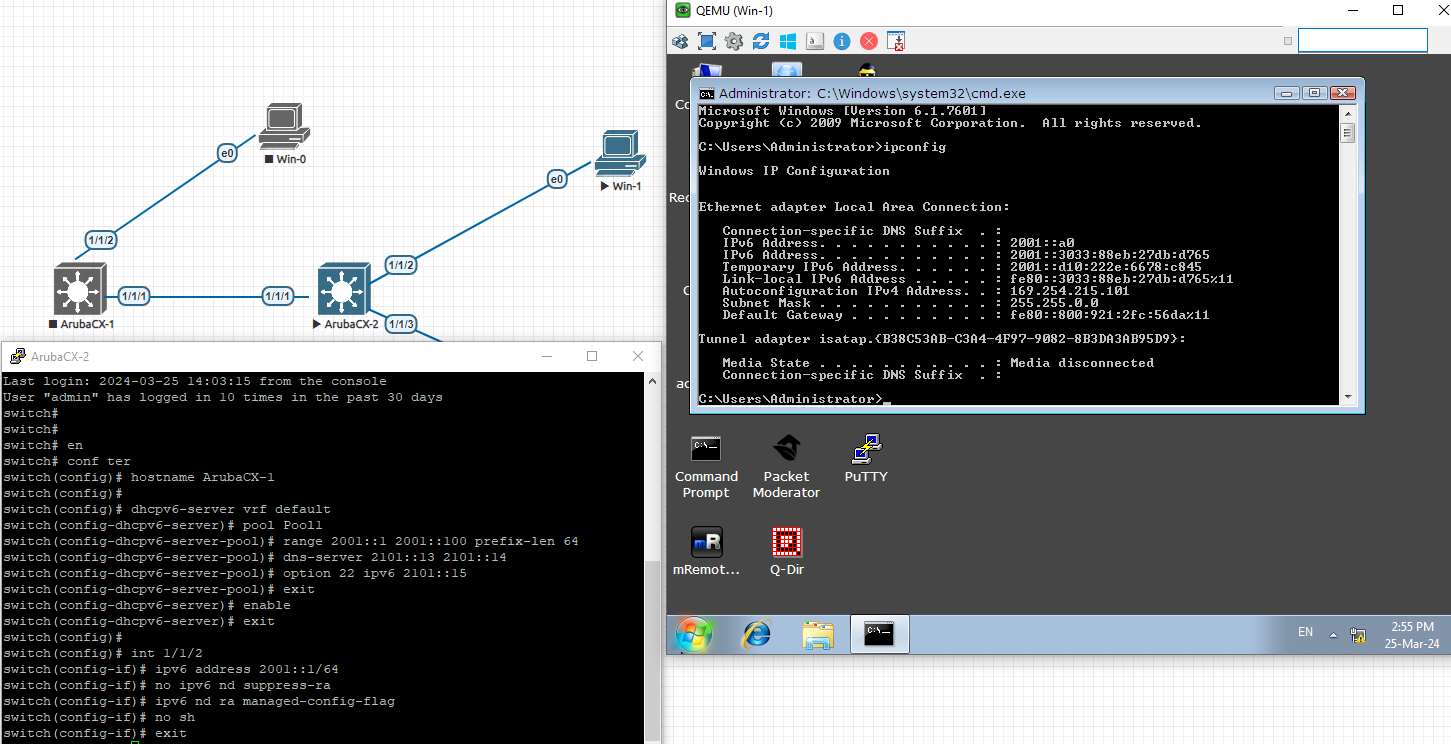 QEMU (Win-1)
e0
Win-0
e0
Win-1
1/1/2
1/1/2
1/1/1
1/1/1
ArubaCX-1
ArubaCX-2
1/1/3
Administrator: C:\Windows\system32\cmd.exe
Microsoft Windows [Version 6.1.7601]
Copyright (c) 2009 Microsoft Corporation.  All rights reserved.
C:\Users\Administrator>ipconfig
Windows IP Configuration
Ethernet adapter Local Area Connection:
Connection-specific DNS Suffix  . :
IPv6 Address. . . . . . . . . . . : 2001::a0
IPv6 Address. . . . . . . . . . . : 2001::3033:88eb:27db:d765
Temporary IPv6 Address. . . . . . : 2001::d10:222e:6678:c845
Link-local IPv6 Address . . . . . : fe80::3033:88eb:27db:d765%11
Autoconfiguration IPv4 Address. . : 169.254.215.101
Subnet Mask . . . . . . . . . . . : 255.255.0.0
Default Gateway . . . . . . . . . : fe80::800:921:2fc:56da%11
Tunnel adapter isatap.{B38C53AB-C3A4-4F97-9082-8B3DA3AB95D9}:
Media State . . . . . . . . . . . : Media disconnected
Connection-specific DNS Suffix  . :
C:\Users\Administrator>_
Co
Rec
C
ac
Command Prompt
Packet Moderator
PuTTY
mRemot...
Q-Dir
EN
2:55 PM
25-Mar-24
ArubaCX-2
Last login: 2024-03-25 14:03:15 from the console
User "admin" has logged in 10 times in the past 30 days
switch#
switch#
switch# en
switch# conf ter
switch(config)# hostname ArubaCX-1
switch(config)#
switch(config)# dhcpv6-server vrf default
switch(config-dhcpv6-server)# pool Pool1
switch(config-dhcpv6-server-pool)# range 2001::1 2001::100 prefix-len 64
switch(config-dhcpv6-server-pool)# dns-server 2101::13 2101::14
switch(config-dhcpv6-server-pool)# option 22 ipv6 2101::15
switch(config-dhcpv6-server-pool)# exit
switch(config-dhcpv6-server)# enable
switch(config-dhcpv6-server)# exit
switch(config)#
switch(config)# int 1/1/2
switch(config-if)# ipv6 address 2001::1/64
switch(config-if)# no ipv6 nd suppress-ra
switch(config-if)# ipv6 nd ra managed-config-flag
switch(config-if)# no sh
switch(config-if)# exit